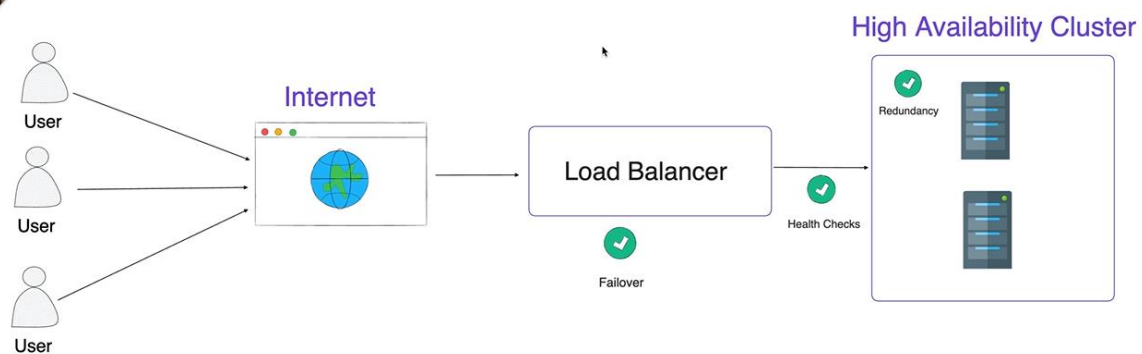 High Availability Cluster
User
Internet
Redundancy
Load Balancer
User
Health Checks
Failover
User